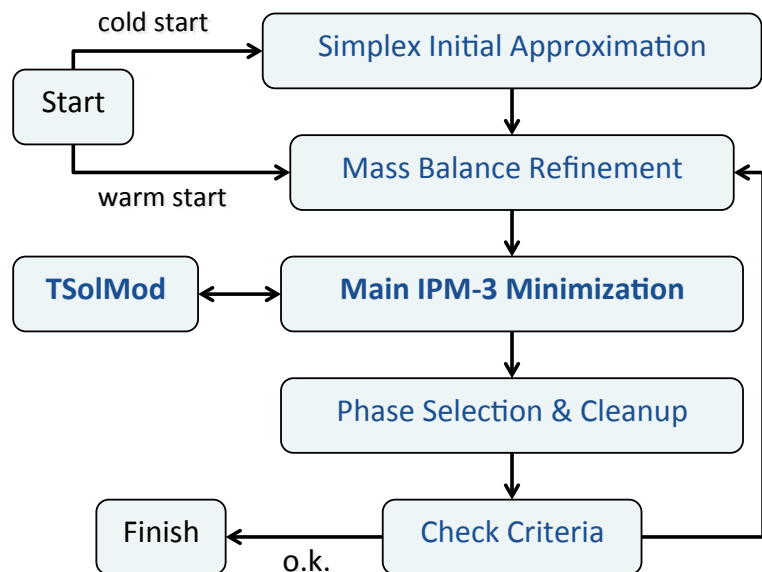 cold start
Simplex Initial Approximation
Start
Mass Balance Refinement
warm start
TSolMod
Main IPM-3 Minimization
Phase Selection & Cleanup
Finish
Check Criteria
o.k.